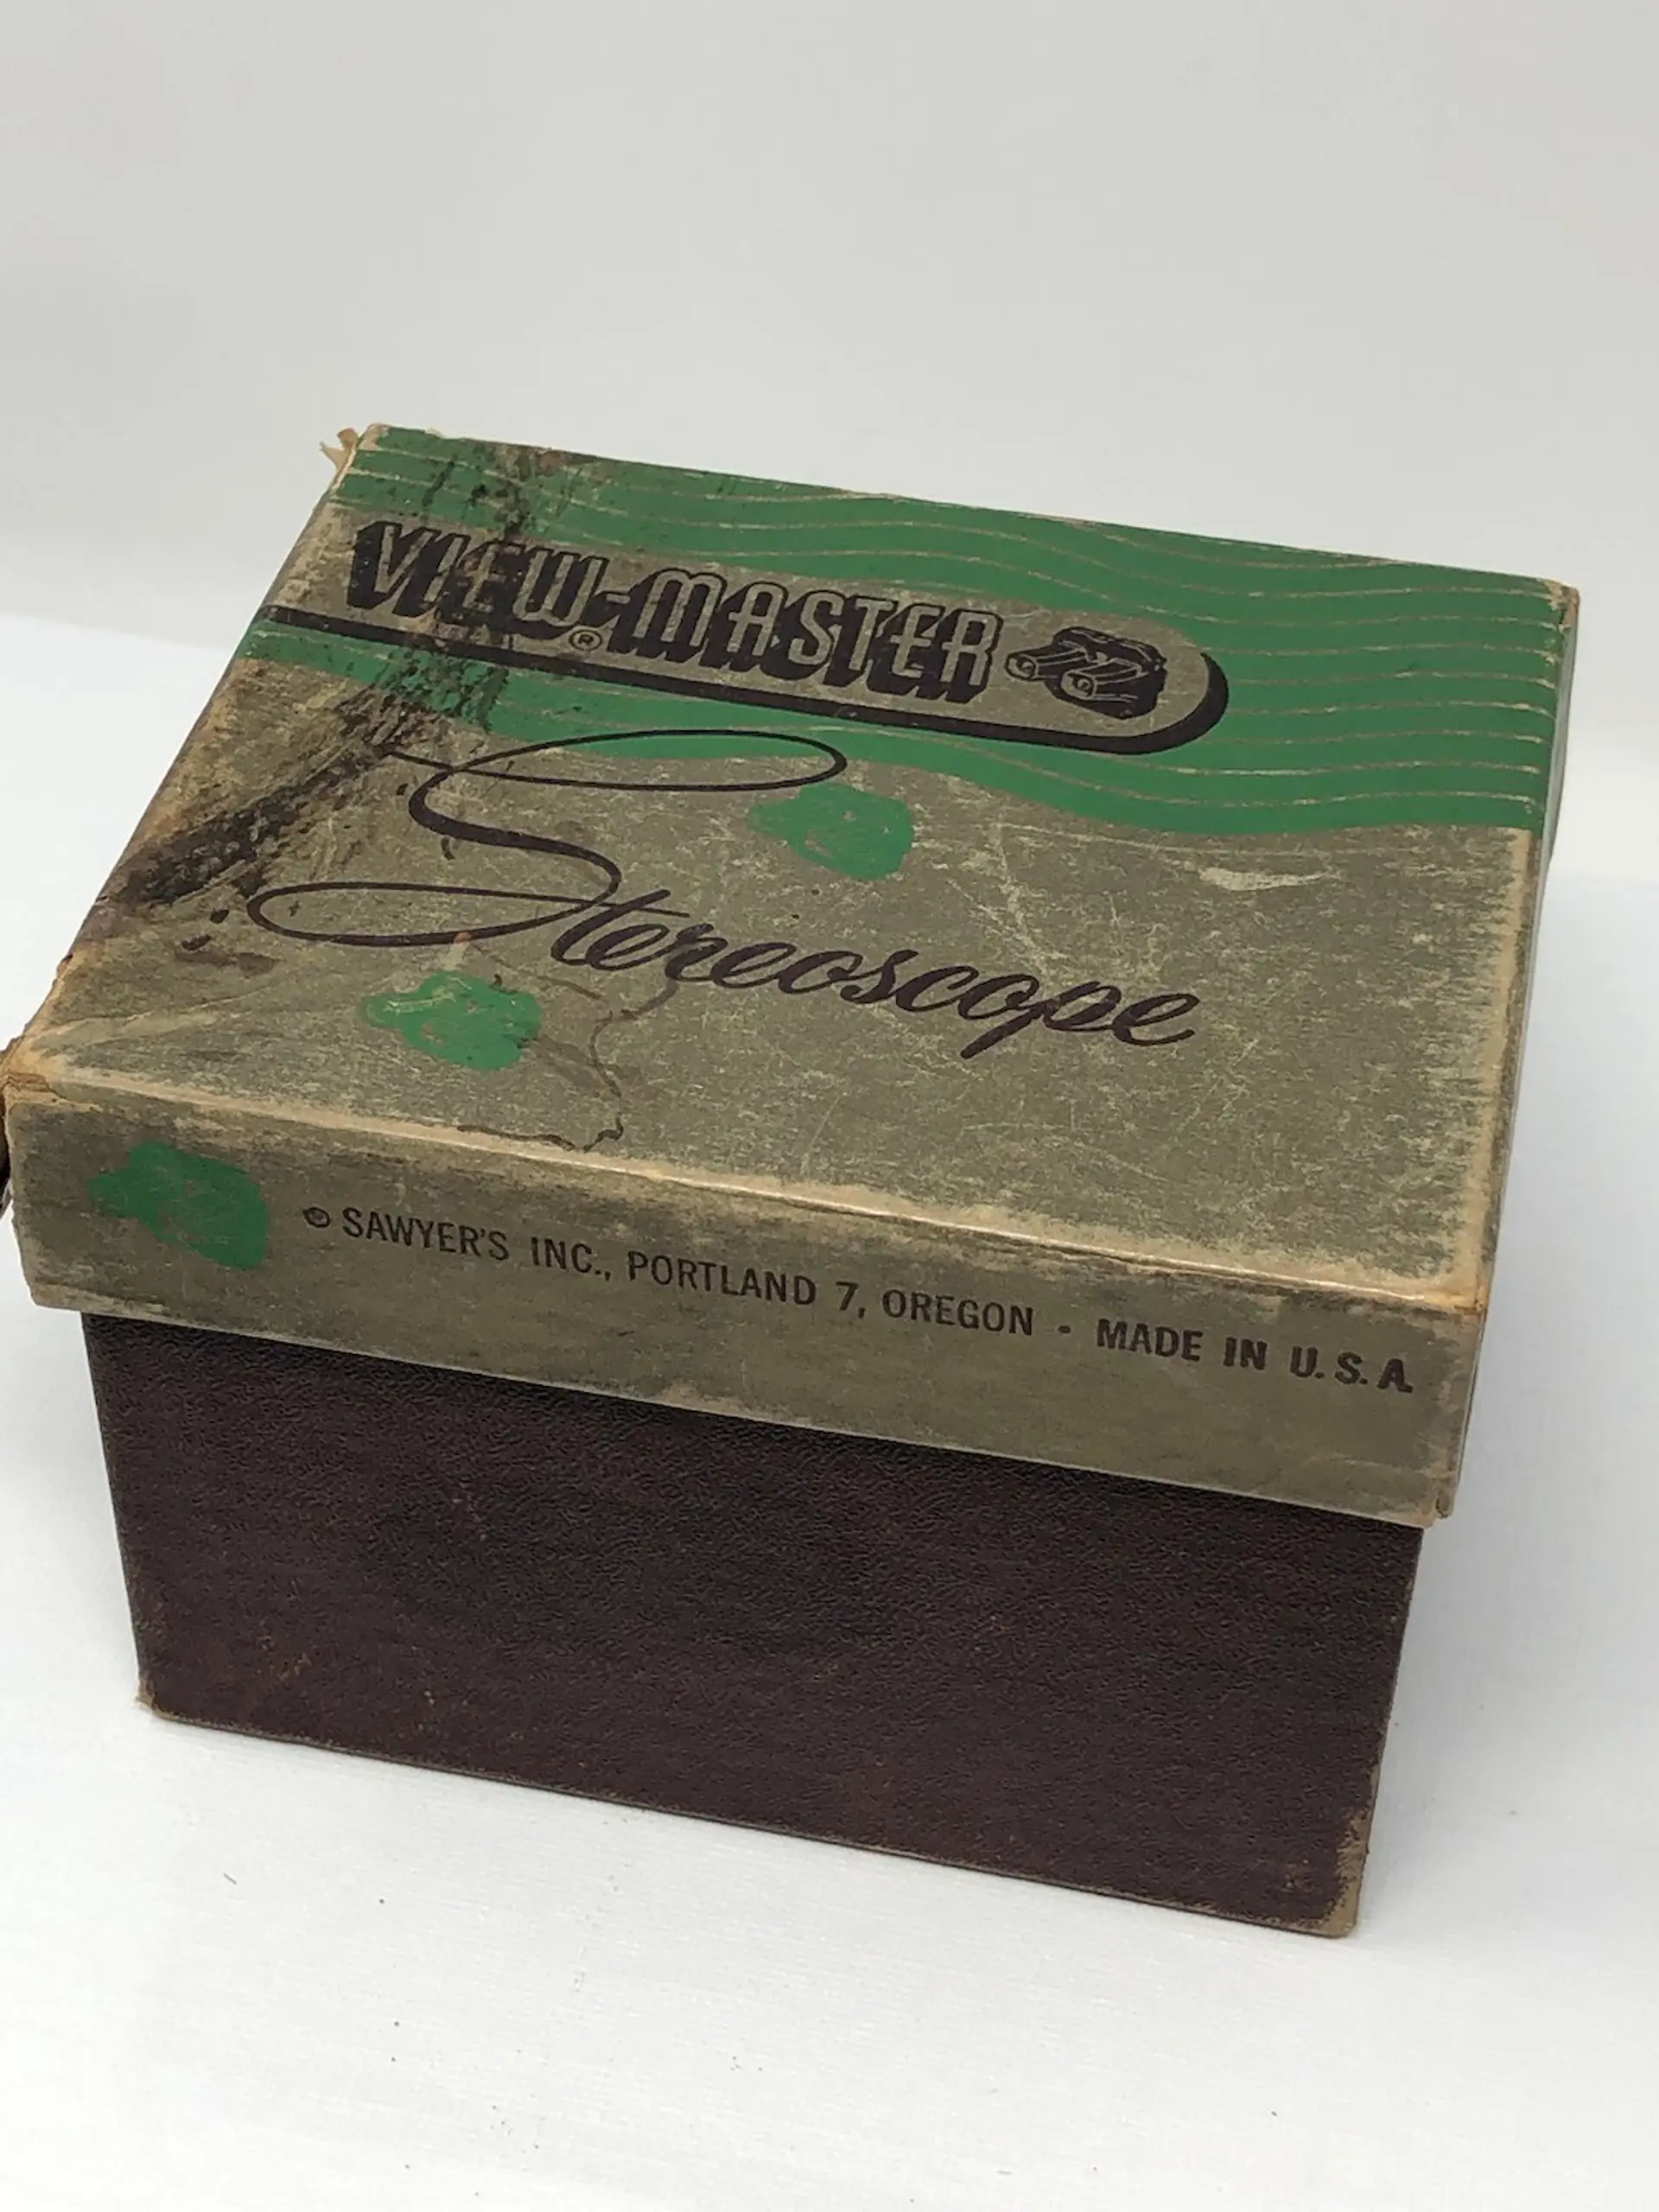 VIEW-MASTER
®
Stereoscope
© SAWYER'S INC., PORTLAND 7, OREGON - MADE IN U.S.A.